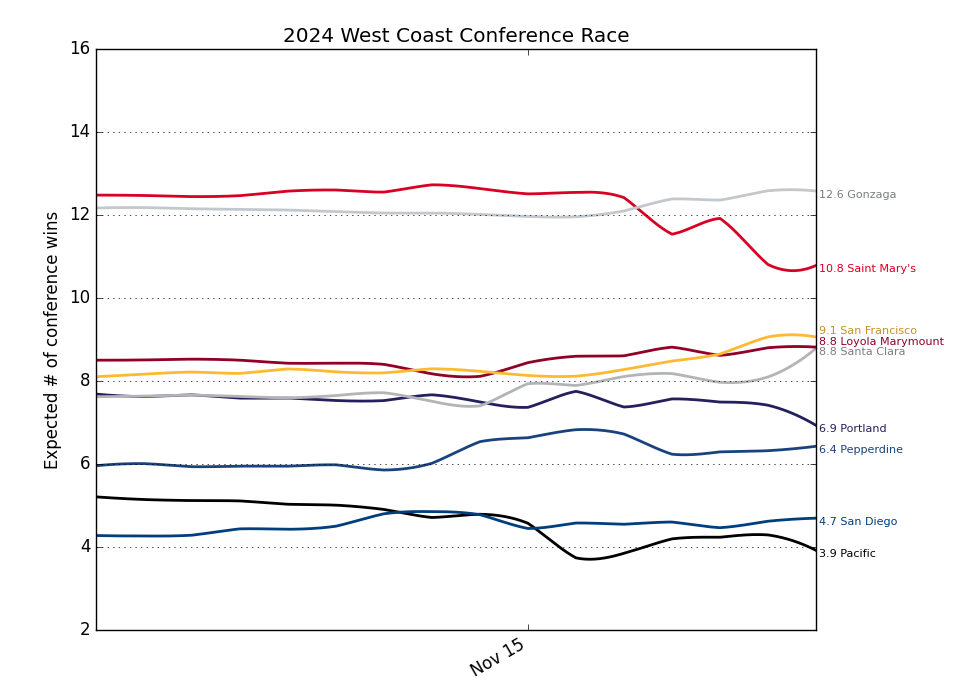 2024 West Coast Conference Race
Expected # of conference wins
16
14
12
10
8
6
4
2
12.6 Gonzaga
10.8 Saint Mary's
9.1 San Francisco
8.8 Loyola Marymount
8.8 Santa Clara
6.9 Portland
6.4 Pepperdine
4.7 San Diego
3.9 Pacific
Nov 15